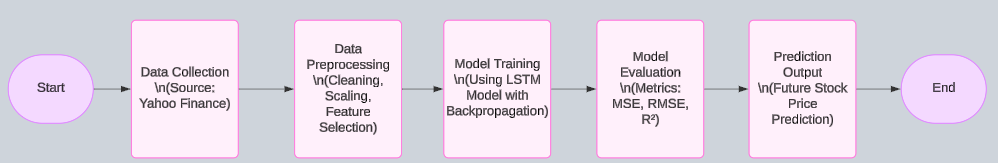 Start
Data Collection
\n(Source:
Yahoo Finance)
Data
Preprocessing
\n(Cleaning,
Scaling,
Feature
Selection)
Model Training
\n(Using LSTM
Model with
Backpropagation)
Model
Evaluation
\n(Metrics:
MSE, RMSE,
R²)
Prediction
Output
\n(Future Stock
Price
Prediction)
End